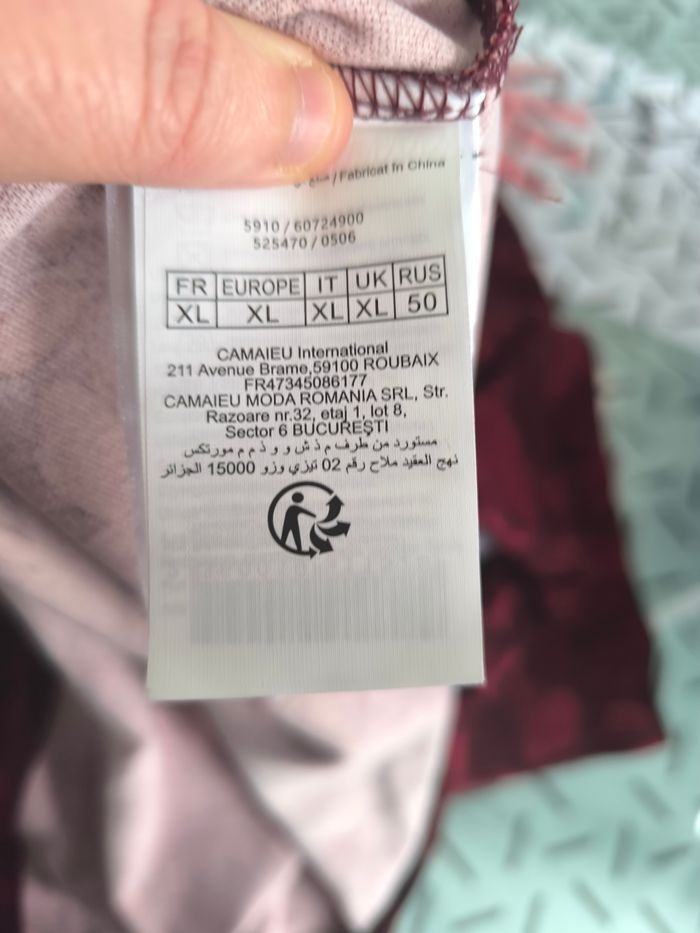 / Fabricat în China
5910 / 60724900
525470 / 0506
FR EUROPE IT UK RUS
XL XL XL XL 50
CAMAIEU International
211 Avenue Brame,59100 ROUBAIX
FR47345086177
CAMAIEU MODA ROMANIA SRL, Str.
Razoare nr.32, etaj 1, lot 8,
Sector 6 BUCUREŞTI
مستورد من طرف م ذ ش و و ذ م م مورتكس
نهج العقيد ملاح رقم 02 تيزي وزو 15000 الجزائر